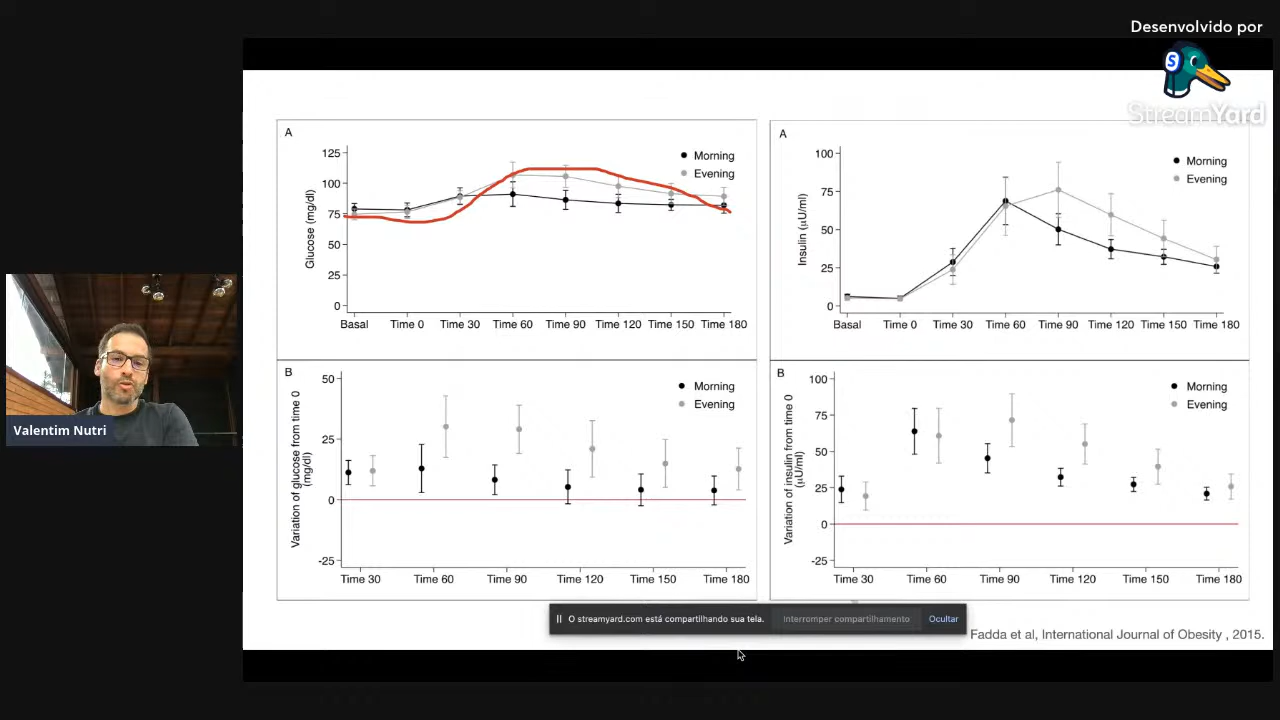 Desenvolvido por
S
StreamYard
A
125
100
75
50
25
0
Glucose (mg/dl)
Morning
Evening
Basal Time 0 Time 30 Time 60 Time 90 Time 120 Time 150 Time 180
A
100
75
50
25
0
Insulin (μU/ml)
Morning
Evening
Basal Time 0 Time 30 Time 60 Time 90 Time 120 Time 150 Time 180
B
50
25
0
-25
Variation of glucose from time 0
(mg/dl)
Morning
Evening
Time 30 Time 60 Time 90 Time 120 Time 150 Time 180
B
100
75
50
25
0
-25
Variation of insulin from time 0
(μU/ml)
Morning
Evening
Time 30 Time 60 Time 90 Time 120 Time 150 Time 180
Valentim Nutri
O streamyard.com está compartilhando sua tela.
Interromper compartilhamento
Ocultar
Fadda et al, International Journal of Obesity , 2015.